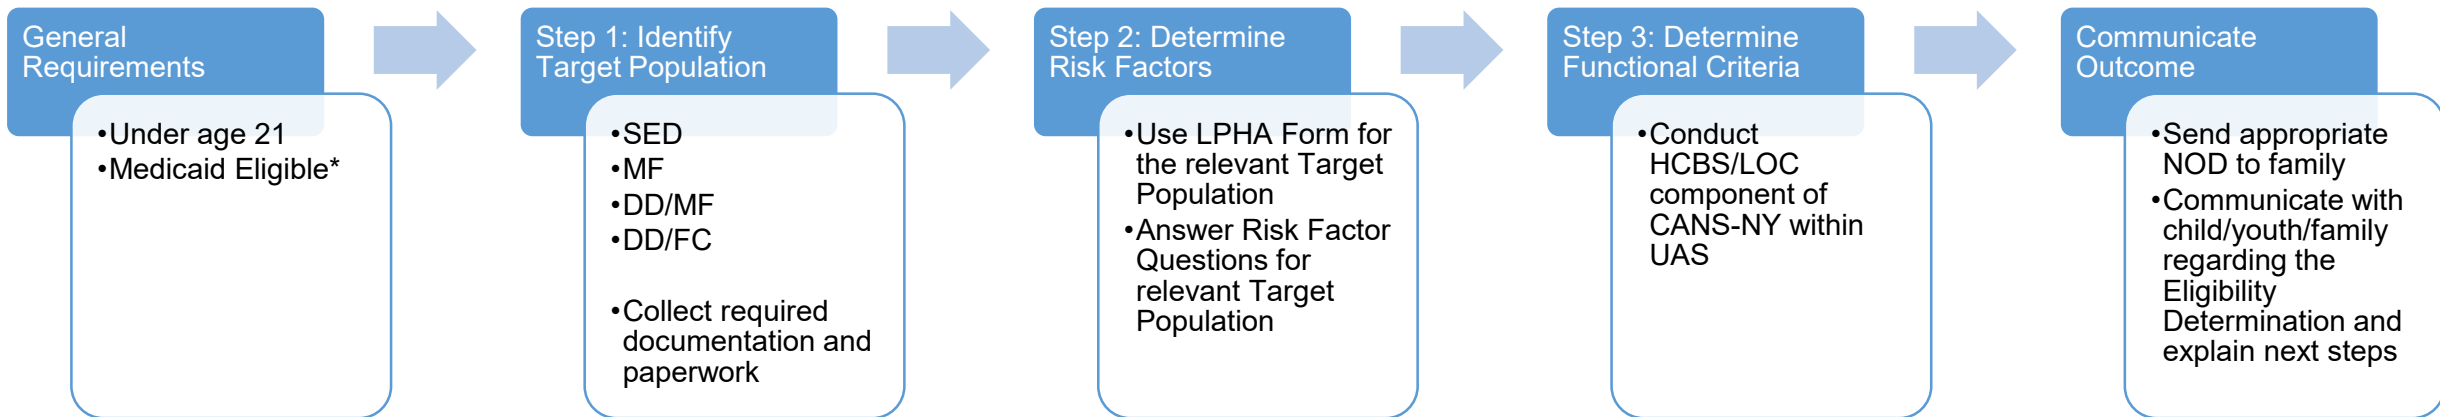 General
Requirements
•Under age 21
•Medicaid Eligible*
Step 1: Identify
Target Population
•SED
•MF
•DD/MF
•DD/FC
•Collect required
documentation and
paperwork
Step 2: Determine
Risk Factors
•Use LPHA Form for
the relevant Target
Population
•Answer Risk Factor
Questions for
relevant Target
Population
Step 3: Determine
Functional Criteria
•Conduct
HCBS/LOC
component of
CANS-NY within
UAS
Communicate
Outcome
•Send appropriate
NOD to family
•Communicate with
child/youth/family
regarding the
Eligibility
Determination and
explain next steps